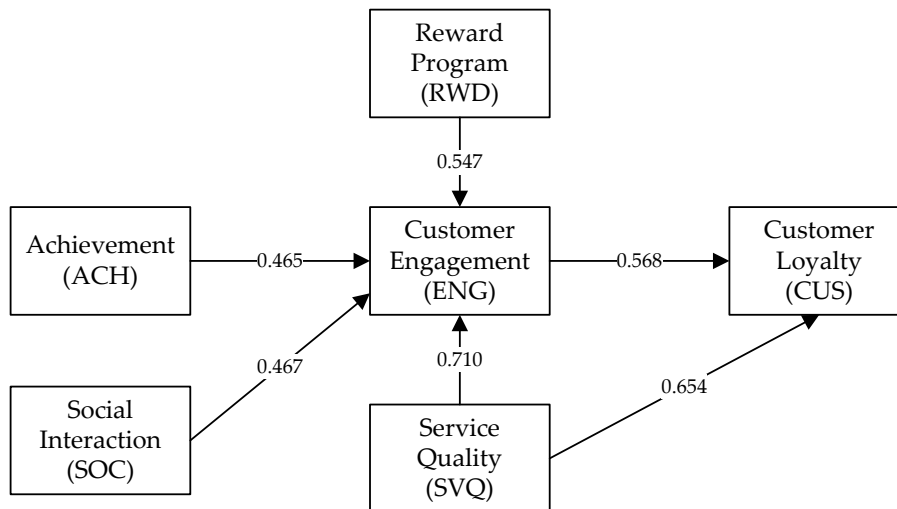 Reward
Program
(RWD)
0.547
Achievement
(ACH)
0.465
Customer
Engagement
(ENG)
0.568
Customer
Loyalty
(CUS)
0.467
0.710
0.654
Social
Interaction
(SOC)
Service
Quality
(SVQ)